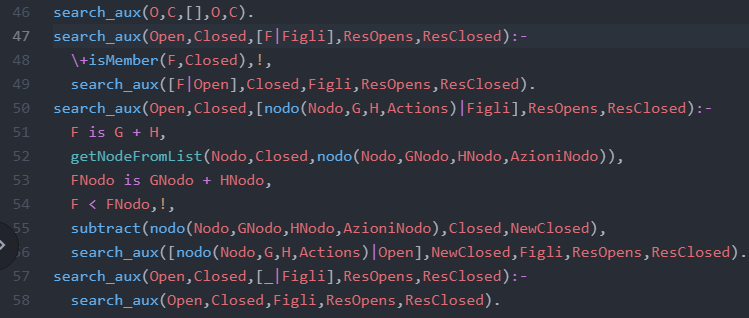 46 search_aux(O,C,[],O,C).
47 search_aux(Open,Closed,[F|Figli],ResOpens,ResClosed):-
48 \+isMember(F,Closed),!,
49 search_aux([F|Open],Closed,Figli,ResOpens,ResClosed).
50 search_aux(Open,Closed,[nodo(Nodo,G,H,Actions)|Figli],ResOpens,ResClosed):-
51 F is G + H,
52 getNodeFromList(Nodo,Closed,nodo(Nodo,GNodo,HNodo,AzioniNodo)),
53 FNodo is GNodo + HNodo,
54 F < FNodo,!,
55 subtract(nodo(Nodo,GNodo,HNodo,AzioniNodo),Closed,NewClosed),
56 search_aux([nodo(Nodo,G,H,Actions)|Open],NewClosed,Figli,ResOpens,ResClosed).
57 search_aux(Open,Closed,[_|Figli],ResOpens,ResClosed):-
58 search_aux(Open,Closed,Figli,ResOpens,ResClosed).